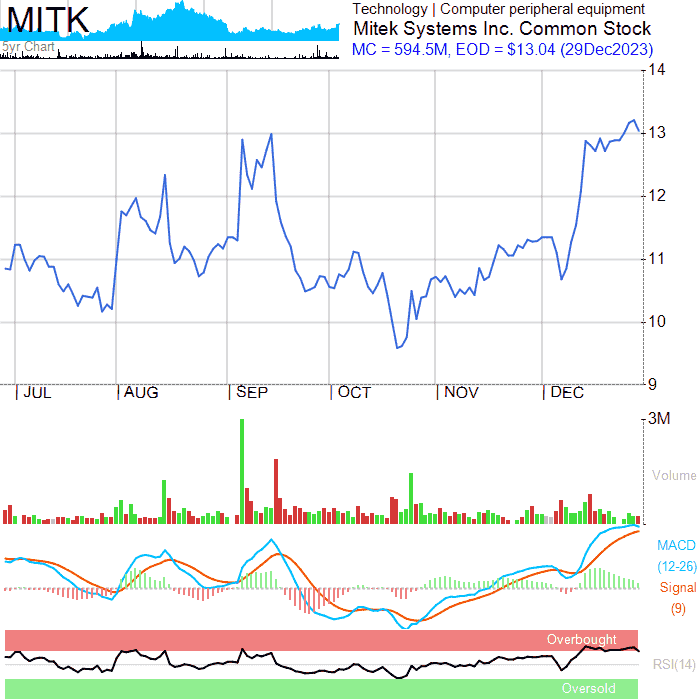 MITK
5yr Chart
Technology | Computer peripheral equipment
Mitek Systems Inc. Common Stock
MC = 594.5M, EOD = $13.04 (29Dec2023)
14
13
12
11
10
9
JUL AUG SEP OCT NOV DEC
3M
Volume
MACD
(12-26)
Signal
(9)
Overbought
RSI(14)
Oversold